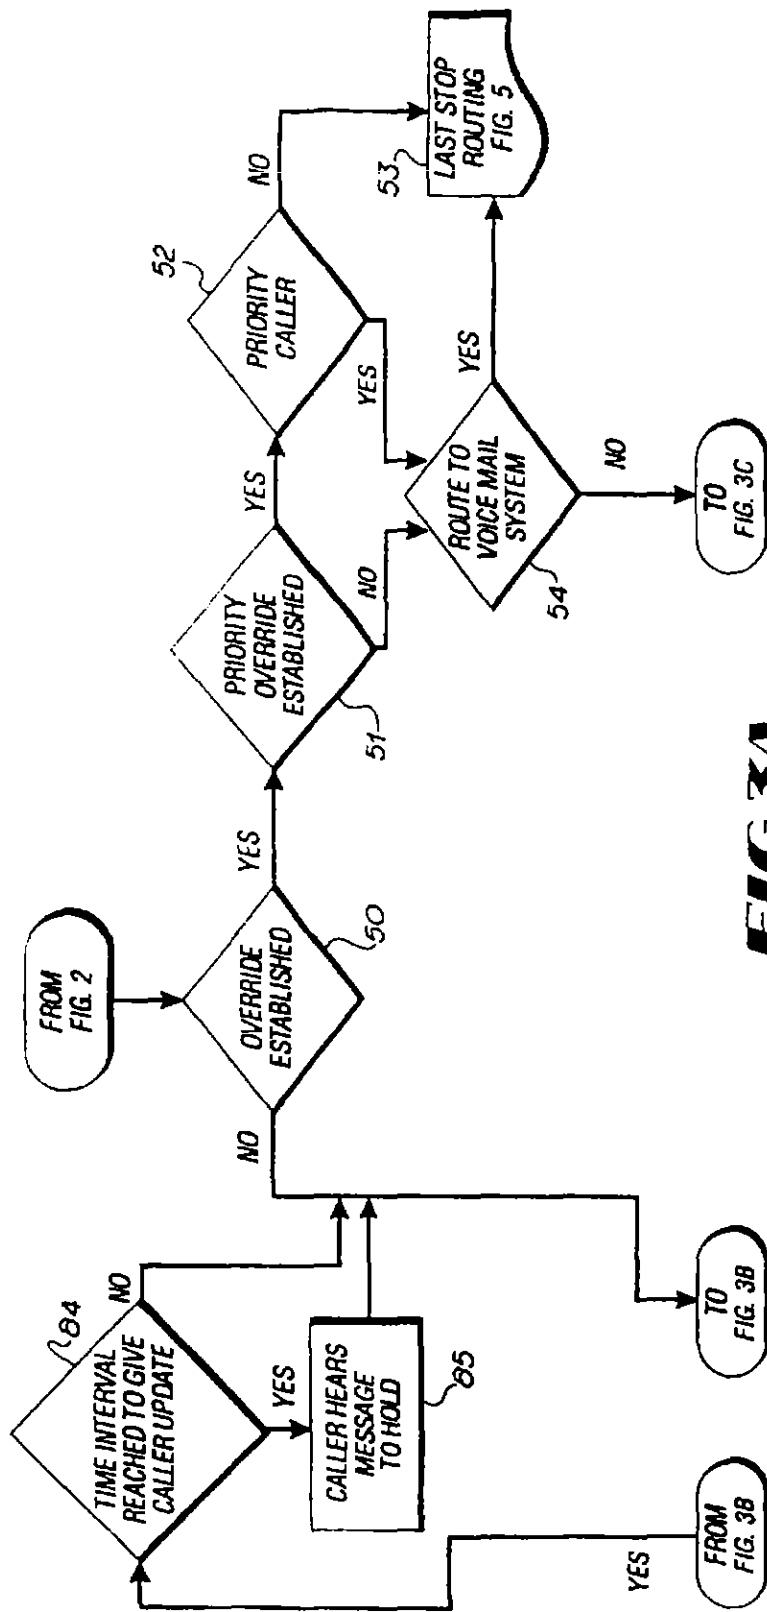 FROM
FIG. 2
TIME INTERVAL
REACHED TO GIVE
CALLER UPDATE
84
NO
YES
CALLER HEARS
MESSAGE
TO HOLD
85
FROM
FIG. 3B
YES
TO
FIG. 3B
NO
OVERRIDE
ESTABLISHED
50
YES
PRIORITY
OVERRIDE
ESTABLISHED
51
YES
NO
PRIORITY
CALLER
52
NO
YES
ROUTE TO
VOICE MAIL
SYSTEM
54
YES
NO
LAST STOP
ROUTING
FIG. 5
53
TO
FIG. 3C
FIG 3A